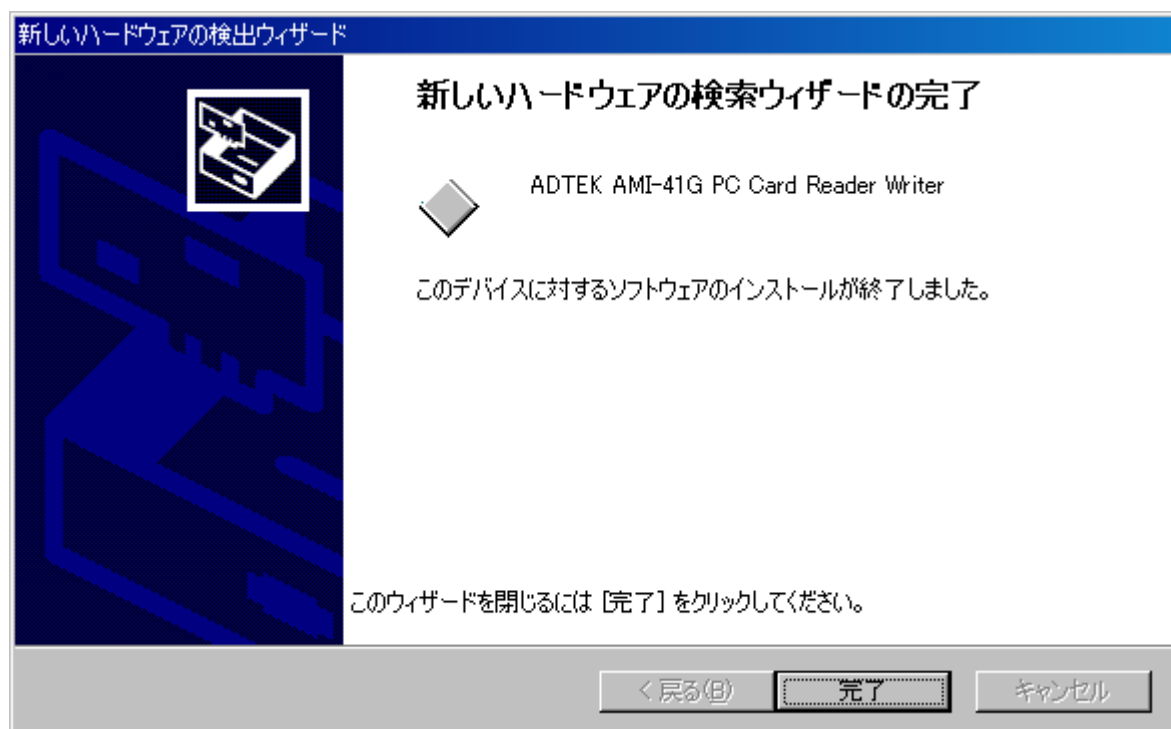 新しいハードウェアの検出ウィザード
新しいハードウェアの検索ウィザードの完了
ADTEK AMI-41G PC Card Reader Writer
このデバイスに対するソフトウェアのインストールが終了しました。
このウィザードを閉じるには [完了] をクリックしてください。
< 戻る(B) 完了 キャンセル